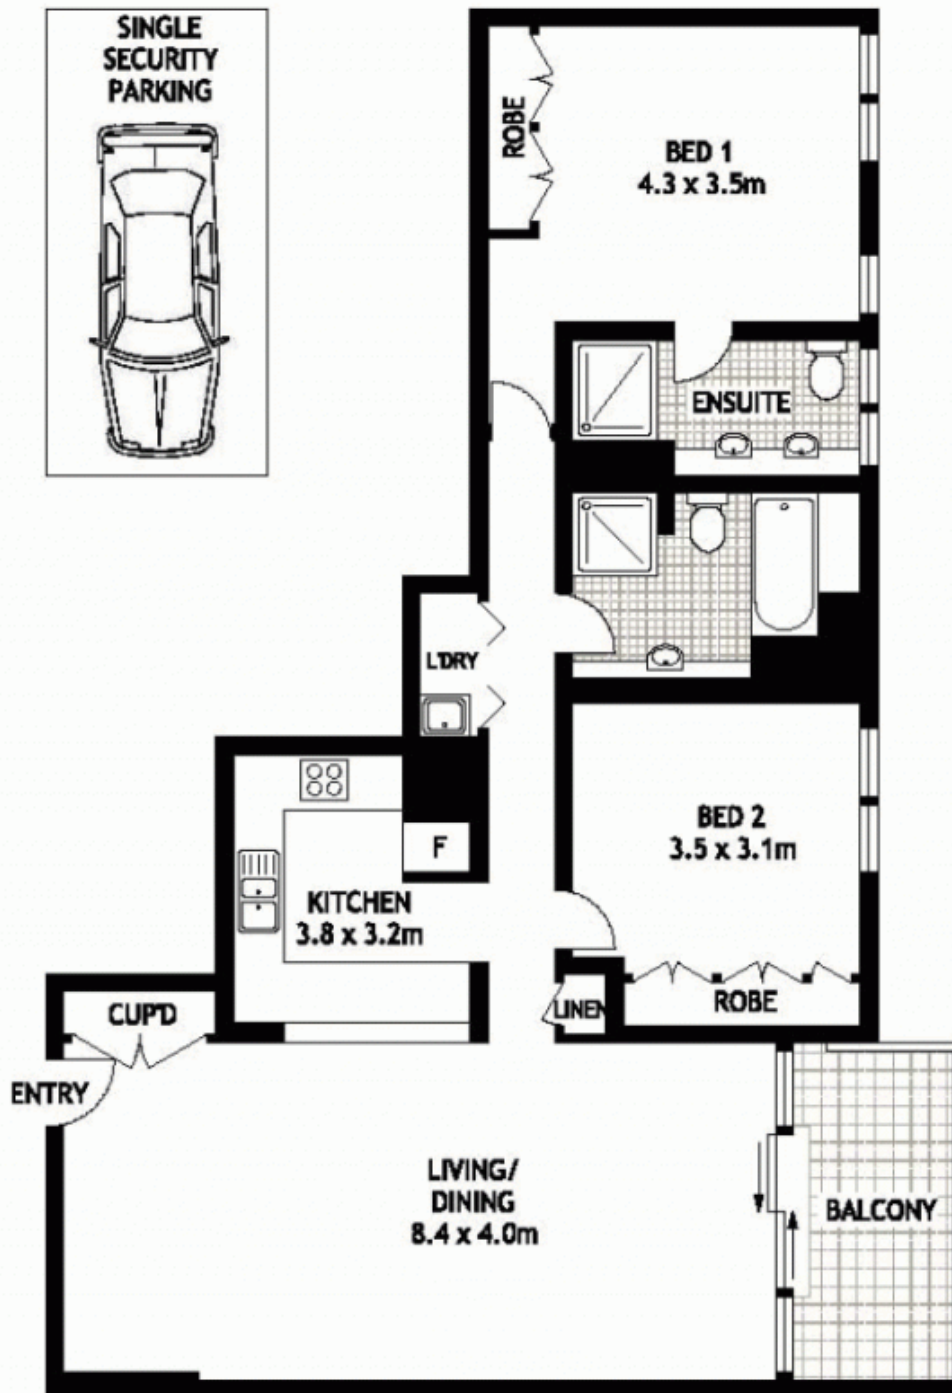 SINGLE
SECURITY
PARKING
ROBE
BED 1
4.3 x 3.5m
ENSUITE
L'DRY
BED 2
3.5 x 3.1m
F
KITCHEN
3.8 x 3.2m
ROBE
LINEN
CUP'D
ENTRY
LIVING/
DINING
8.4 x 4.0m
BALCONY